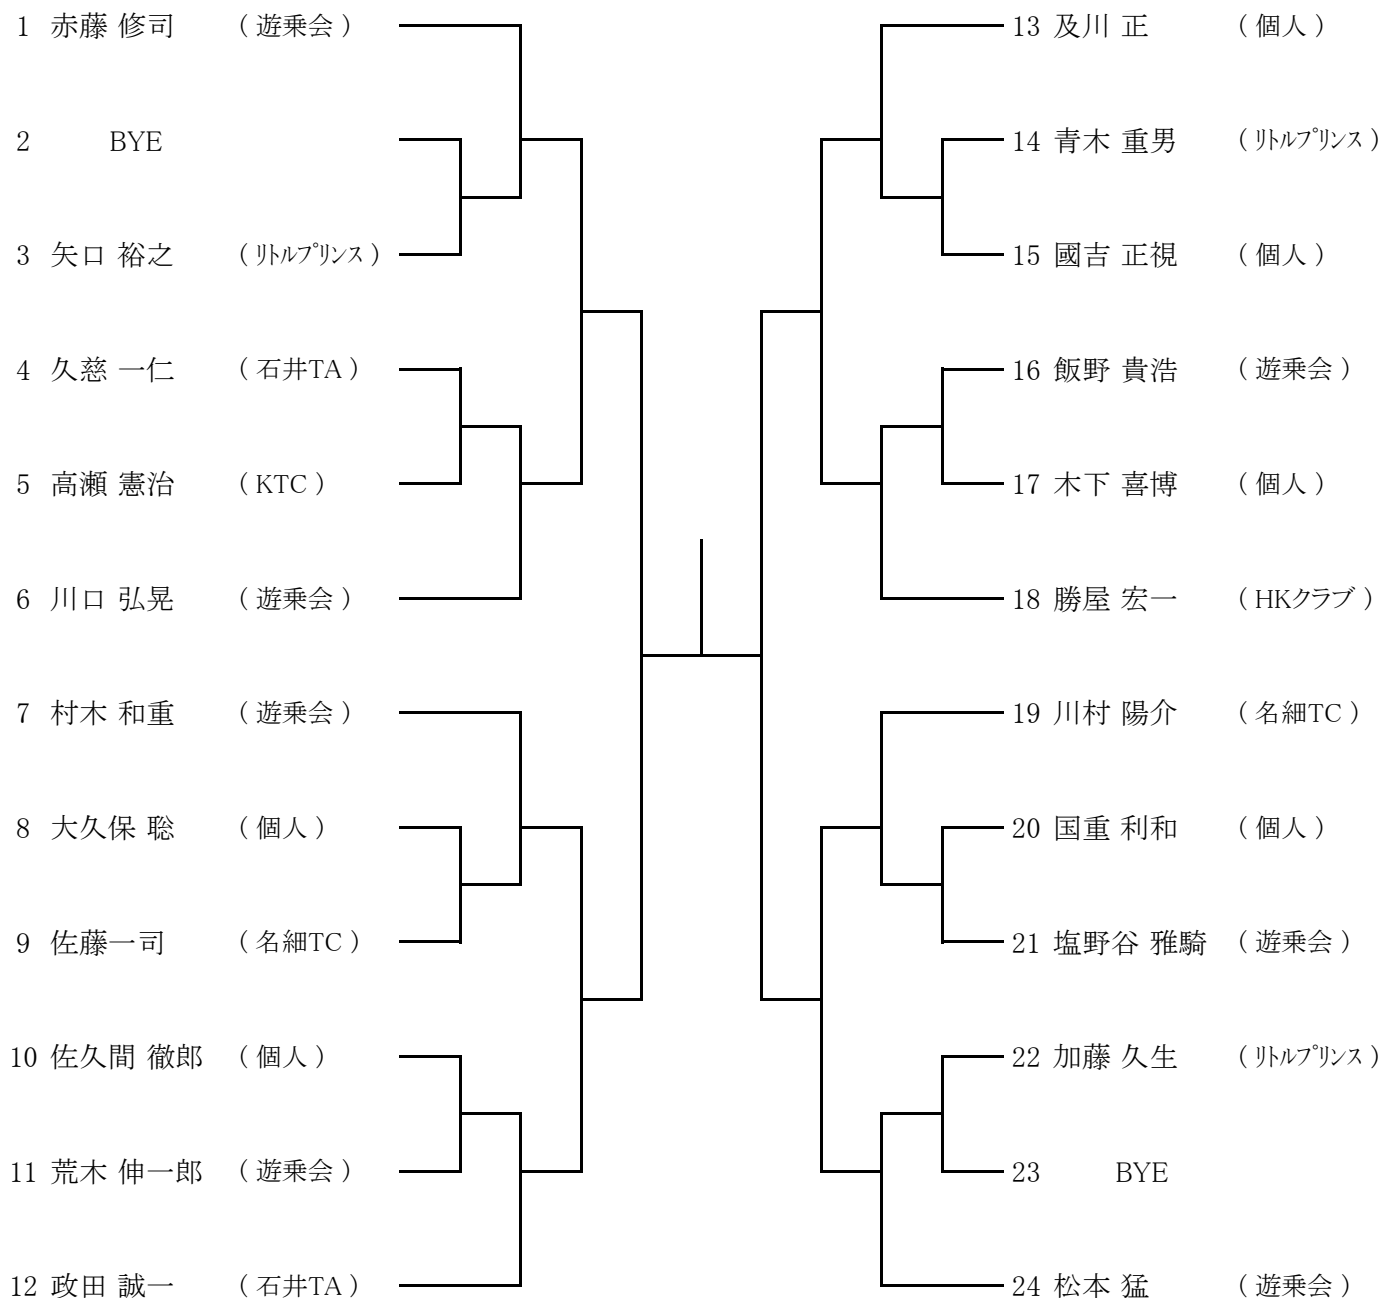 1 赤藤 修司 （ 遊乗会 ）
2 BYE
3 矢口 裕之 （ ﾘﾄﾙﾌﾟﾘﾝｽ ）
4 久慈 一仁 （ 石井TA ）
5 高瀬 憲治 （ KTC ）
6 川口 弘晃 （ 遊乗会 ）
7 村木 和重 （ 遊乗会 ）
8 大久保 聡 （ 個人 ）
9 佐藤一司 （ 名細TC ）
10 佐久間 徹郎 （ 個人 ）
11 荒木 伸一郎 （ 遊乗会 ）
12 政田 誠一 （ 石井TA ）
13 及川 正 （ 個人 ）
14 青木 重男 （ ﾘﾄﾙﾌﾟﾘﾝｽ ）
15 國吉 正視 （ 個人 ）
16 飯野 貴浩 （ 遊乗会 ）
17 木下 喜博 （ 個人 ）
18 勝屋 宏一 （ HKクラブ ）
19 川村 陽介 （ 名細TC ）
20 国重 利和 （ 個人 ）
21 塩野谷 雅騎 （ 遊乗会 ）
22 加藤 久生 （ ﾘﾄﾙﾌﾟﾘﾝｽ ）
23 BYE
24 松本 猛 （ 遊乗会 ）